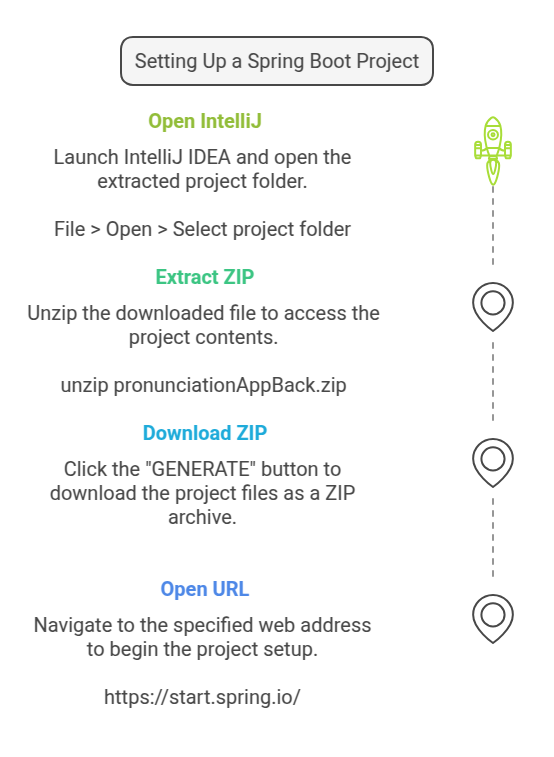 Setting Up a Spring Boot Project
Open IntelliJ
Launch IntelliJ IDEA and open the
extracted project folder.
File > Open > Select project folder
Extract ZIP
Unzip the downloaded file to access the
project contents.
unzip pronunciationAppBack.zip
Download ZIP
Click the "GENERATE" button to
download the project files as a ZIP
archive.
Open URL
Navigate to the specified web address
to begin the project setup.
https://start.spring.io/